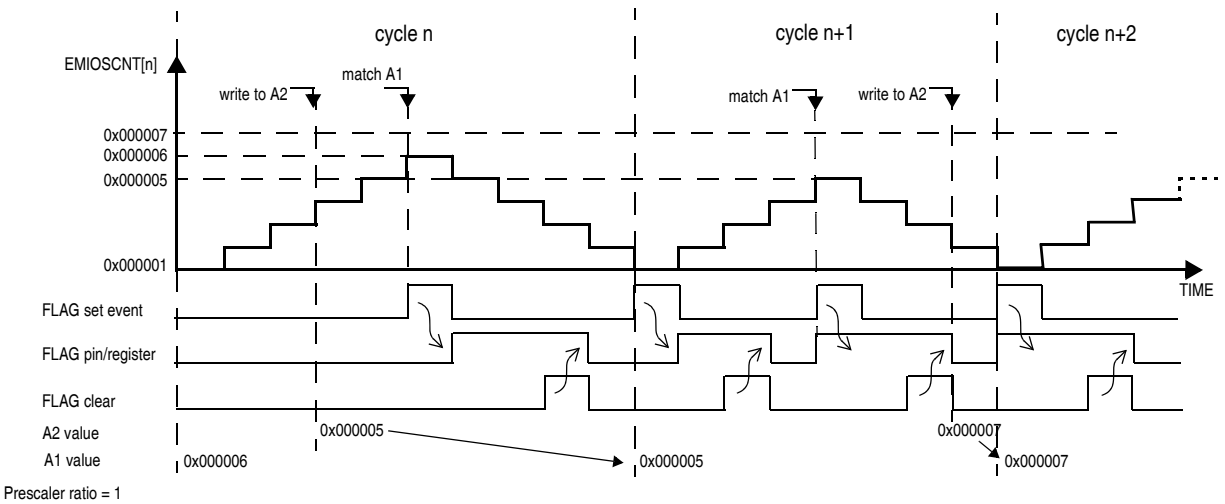 cycle n
cycle n+1
cycle n+2
EMIOSCNT[n]
match A1
write to A2
match A1
write to A2
0x000007
0x000006
0x000005
0x000001
TIME
FLAG set event
FLAG pin/register
FLAG clear
A2 value
0x000005
0x000007
A1 value
0x000006
0x000005
0x000007
Prescaler ratio = 1